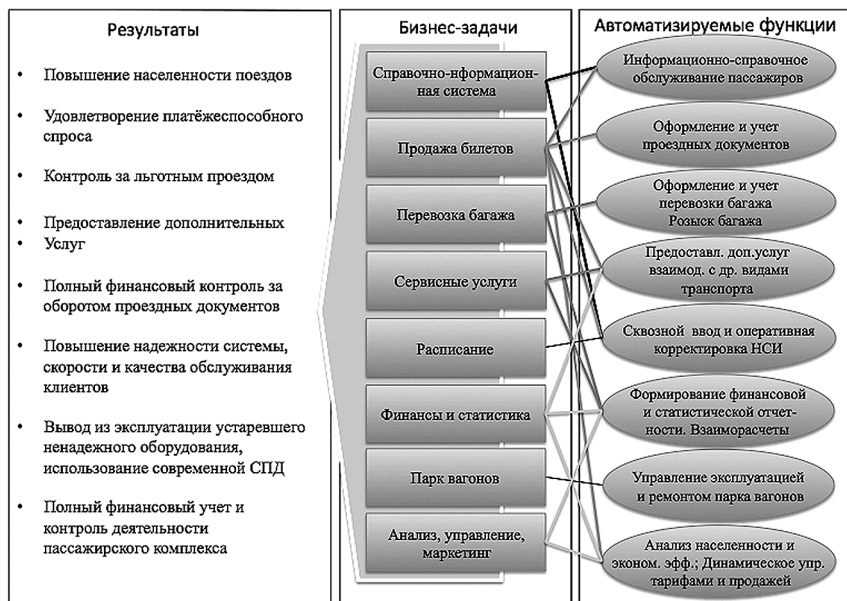 Результаты
Повышение населенности поездов
Удовлетворение платёжеспособного
спроса
Контроль за льготным проездом
Предоставление дополнительных
Услуг
Полный финансовый контроль за
оборотом проездных документов
Повышение надежности системы,
скорости и качества обслуживания
клиентов
Вывод из эксплуатации устаревшего
ненадежного оборудования,
использование современной СПД
Полный финансовый учет и
контроль деятельности
пассажирского комплекса
Бизнес-задачи
Справочно-нформацион-
ная система
Продажа билетов
Перевозка багажа
Сервисные услуги
Расписание
Финансы и статистика
Парк вагонов
Анализ, управление,
маркетинг
Автоматизируемые функции
Информационно-справочное
обслуживание пассажиров
Оформление и учет
проездных документов
Оформление и учет
перевозки багажа
Розыск багажа
Предоставл. доп.услуг
взаимод. с др. видами
транспорта
Сквозной ввод и оперативная
корректировка НСИ
Формирование финансовой
и статистической отчет-
ности. Взаиморасчеты
Управление эксплуатацией
и ремонтом парка вагонов
Анализ населенности и
эконом. эфф.; Динамическое упр.
тарифами и продажей